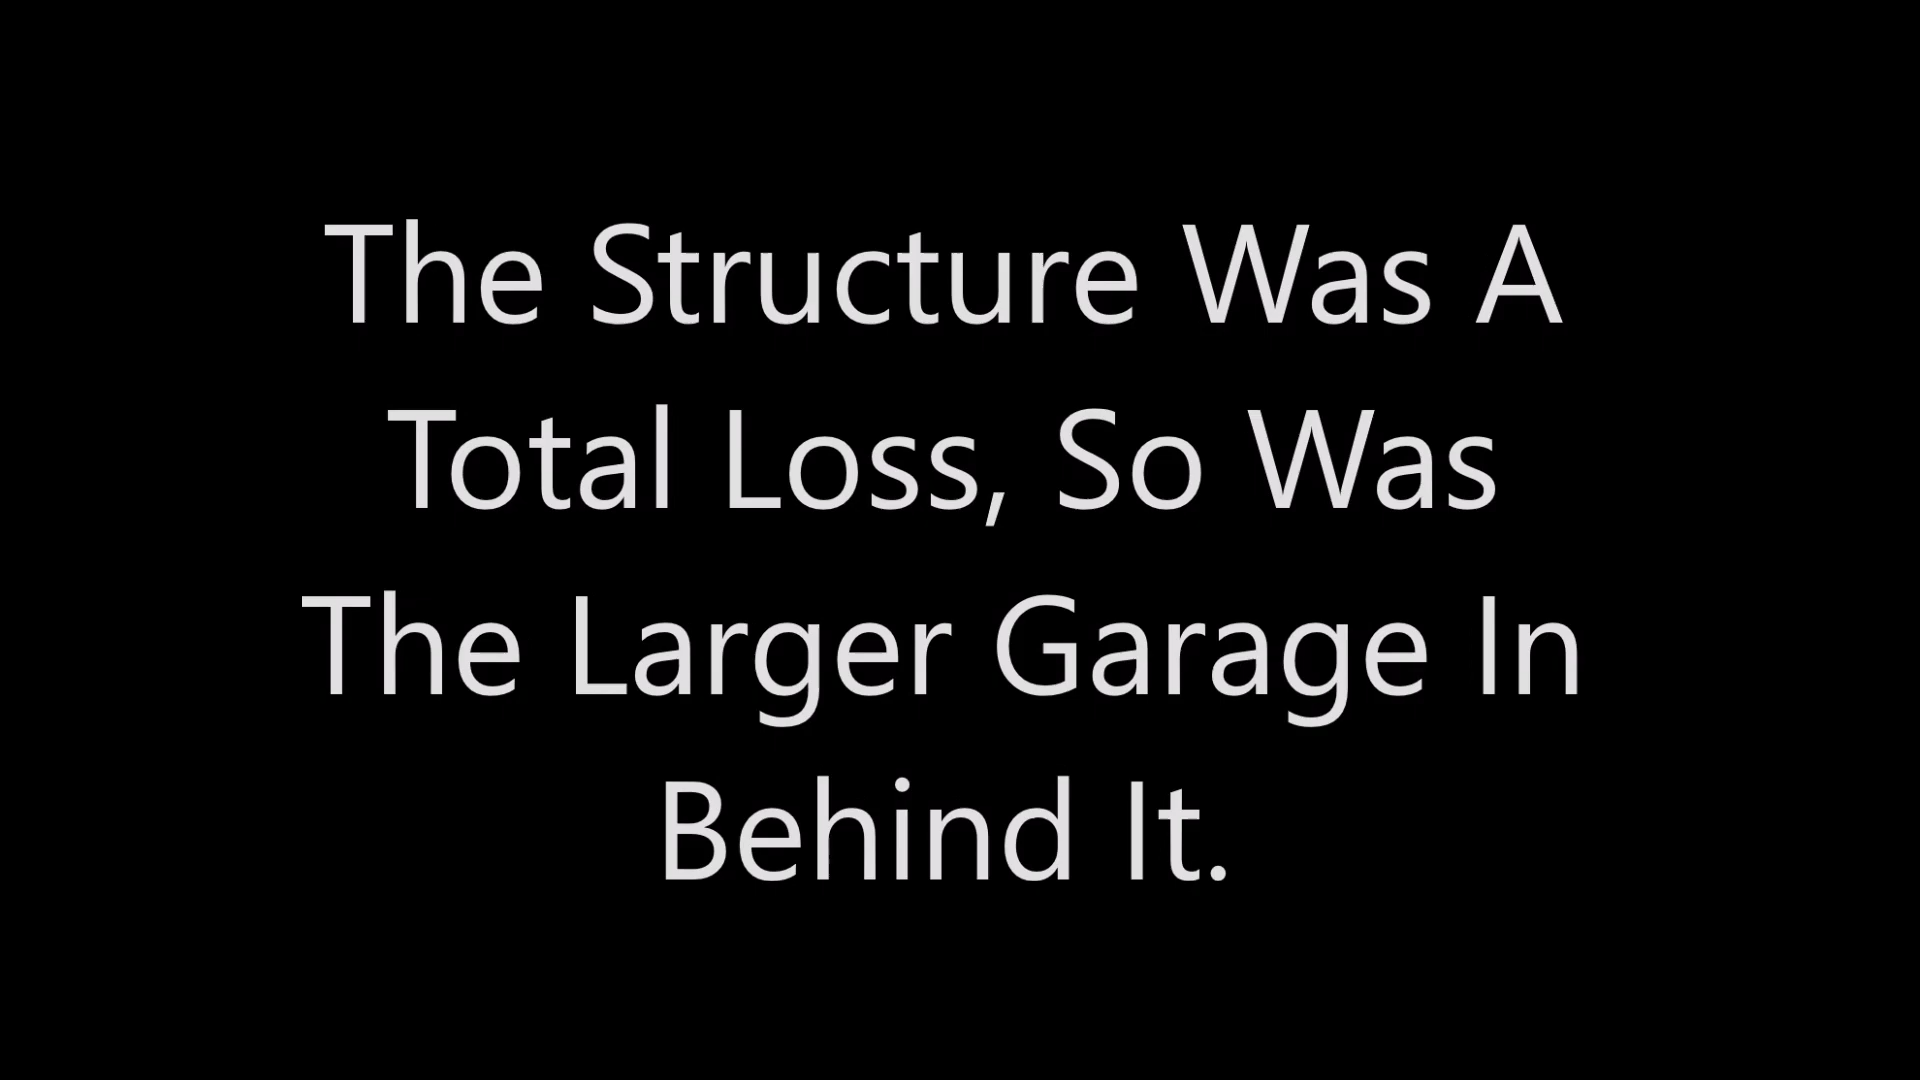 The Structure Was A
Total Loss, So Was
The Larger Garage In
Behind It.